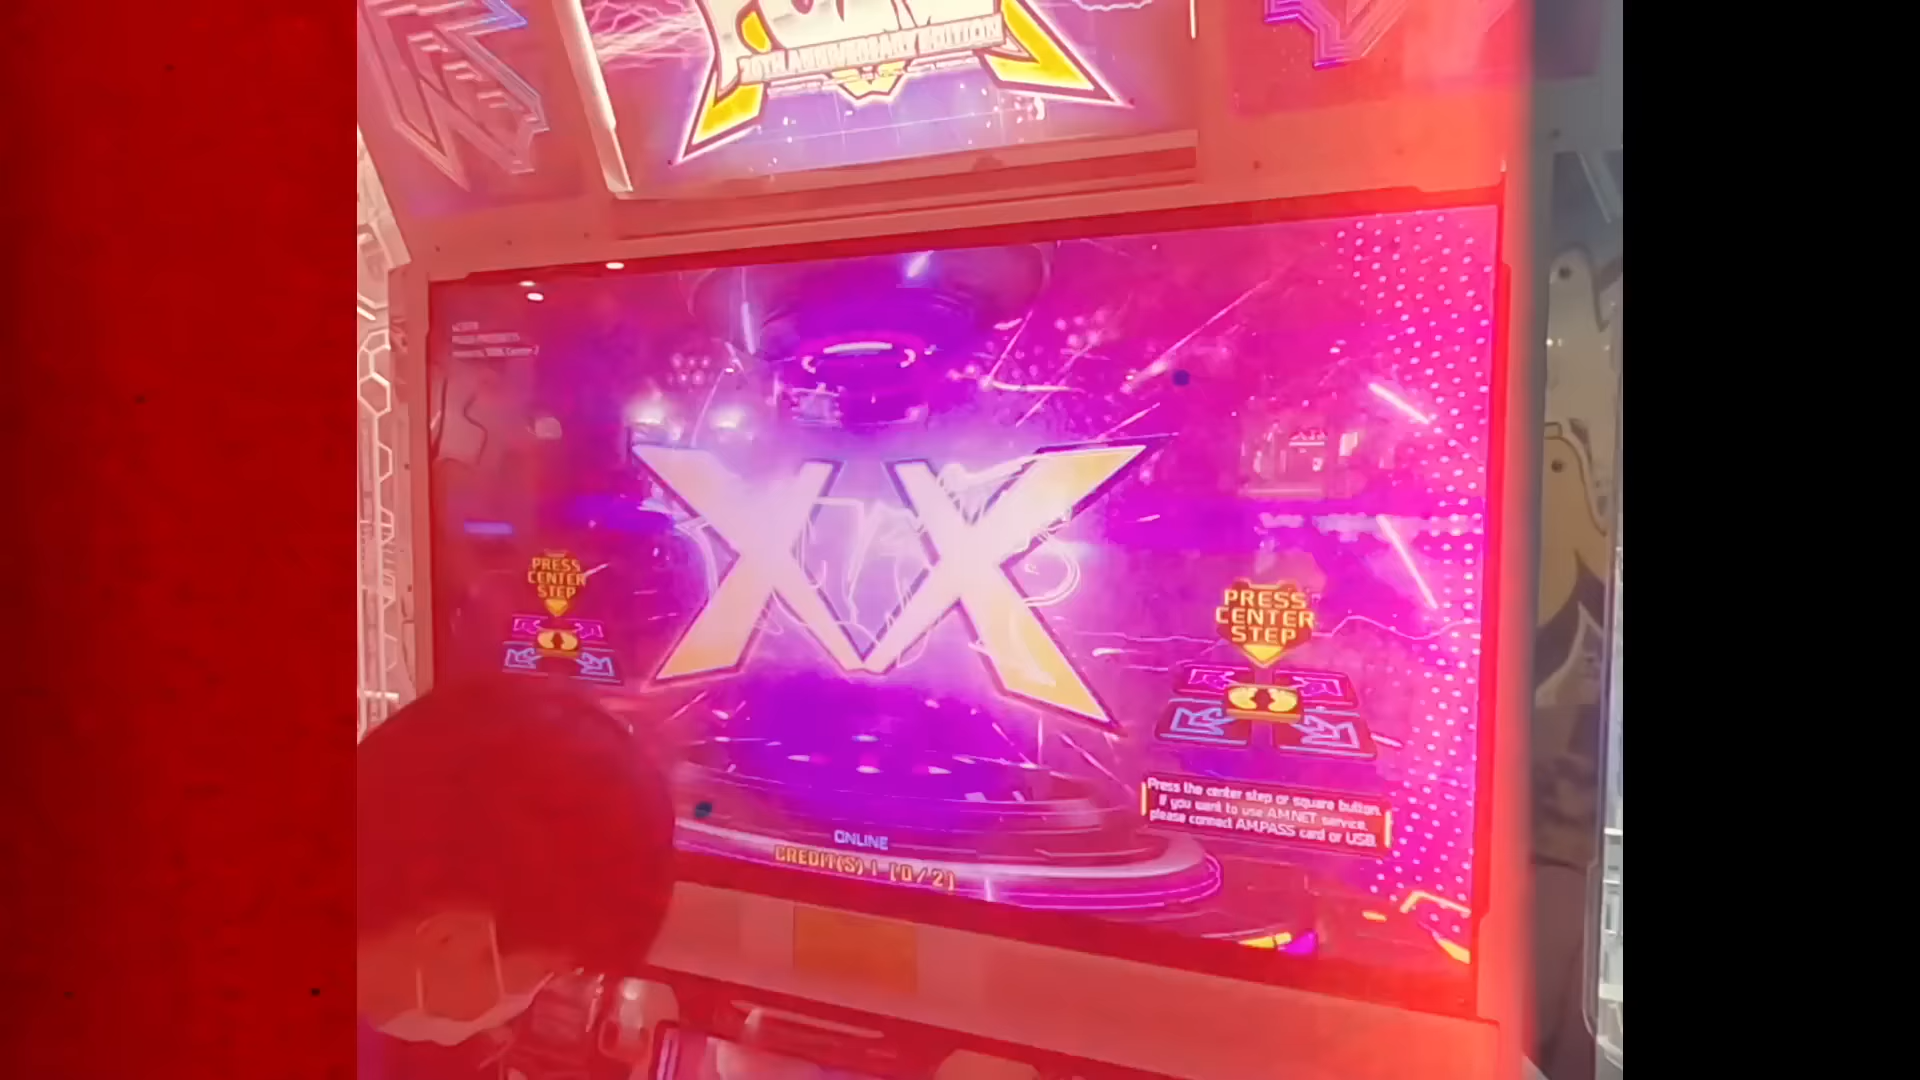 20TH ANNIVERSARY EDITION
XX
PRESS
CENTER
STEP
PRESS
CENTER
STEP
Press the center step or square button.
If you want to use AM.NET service,
please connect AM.PASS card or USB.
ONLINE
CREDIT(S) | [0/2]